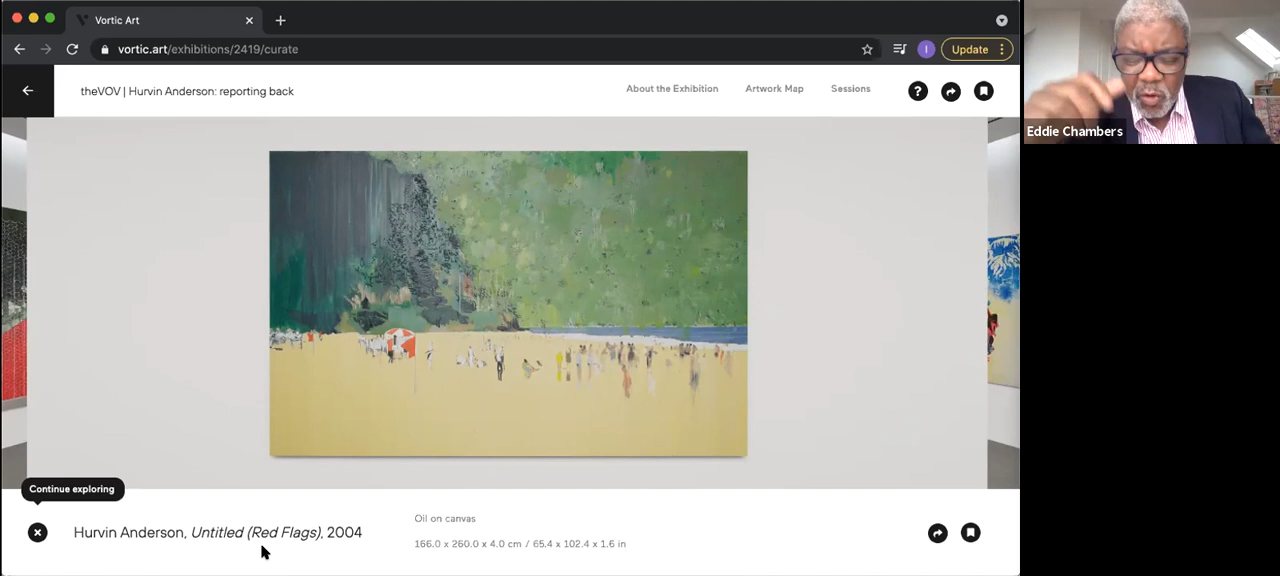 Vortic Art
vortic.art/exhibitions/2419/curate
I
Update
theVOV | Hurvin Anderson: reporting back
About the Exhibition
Artwork Map
Sessions
?
Eddie Chambers
Continue exploring
Hurvin Anderson, Untitled (Red Flags), 2004
Oil on canvas
166.0 x 260.0 x 4.0 cm / 65.4 x 102.4 x 1.6 in